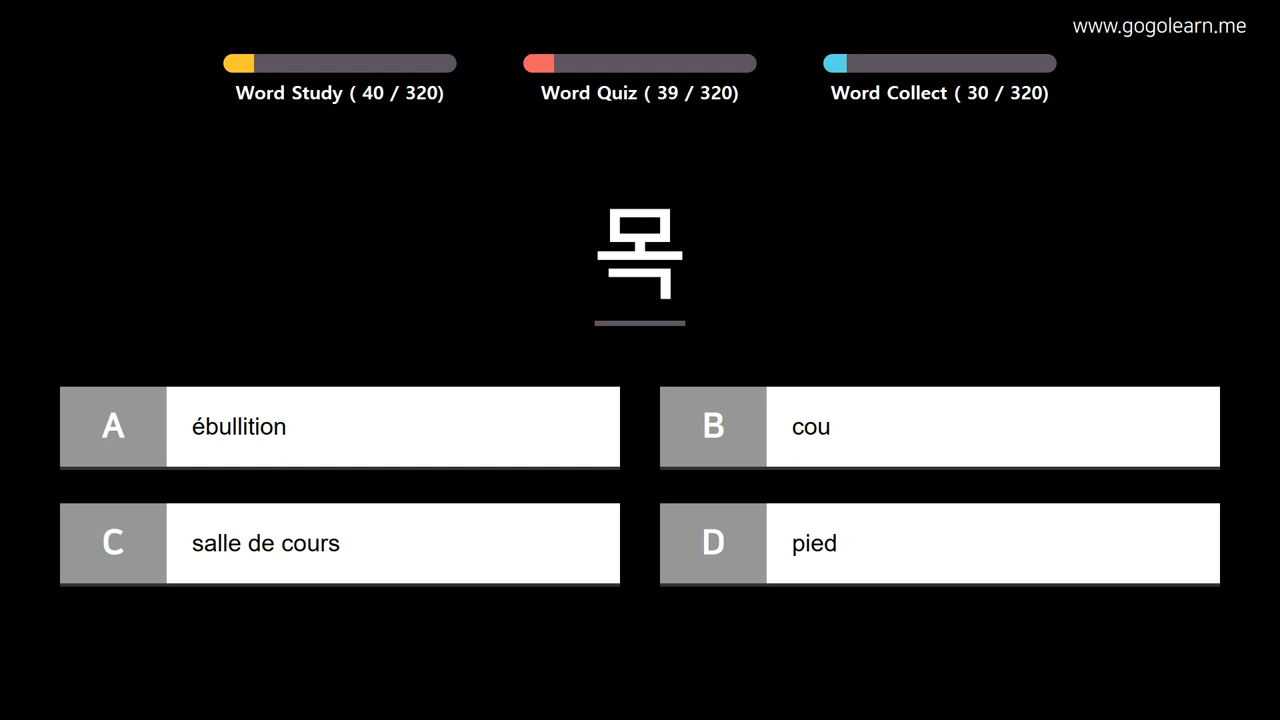 www.gogolearn.me
Word Study ( 40 / 320)
Word Quiz ( 39 / 320)
Word Collect ( 30 / 320)
목
A ébullition
B cou
C salle de cours
D pied